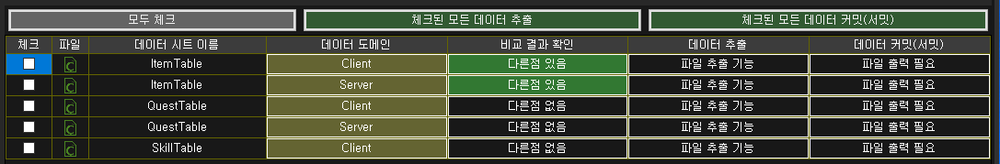 모두 체크 체크된 모든 데이터 추출 체크된 모든 데이터 커밋(서밋)
체크 파일 데이터 시트 이름 데이터 도메인 비교 결과 확인 데이터 추출 데이터 커밋(서밋)
ItemTable Client 다른점 있음 파일 추출 기능 파일 출력 필요
ItemTable Server 다른점 있음 파일 추출 기능 파일 출력 필요
QuestTable Client 다른점 없음 파일 추출 기능 파일 출력 필요
QuestTable Server 다른점 없음 파일 추출 기능 파일 출력 필요
SkillTable Client 다른점 없음 파일 추출 기능 파일 출력 필요